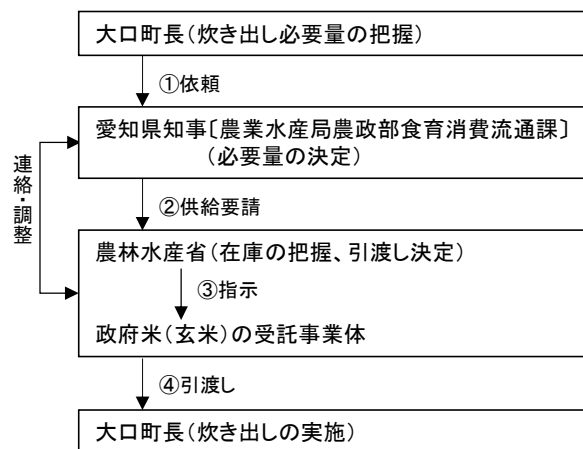 大口町長(炊き出し必要量の把握)
①依頼
愛知県知事〔農業水産局農政部食育消費流通課〕
(必要量の決定)
連絡・調整
②供給要請
農林水産省(在庫の把握、引渡し決定)
③指示
政府米(玄米)の受託事業体
④引渡し
大口町長(炊き出しの実施)